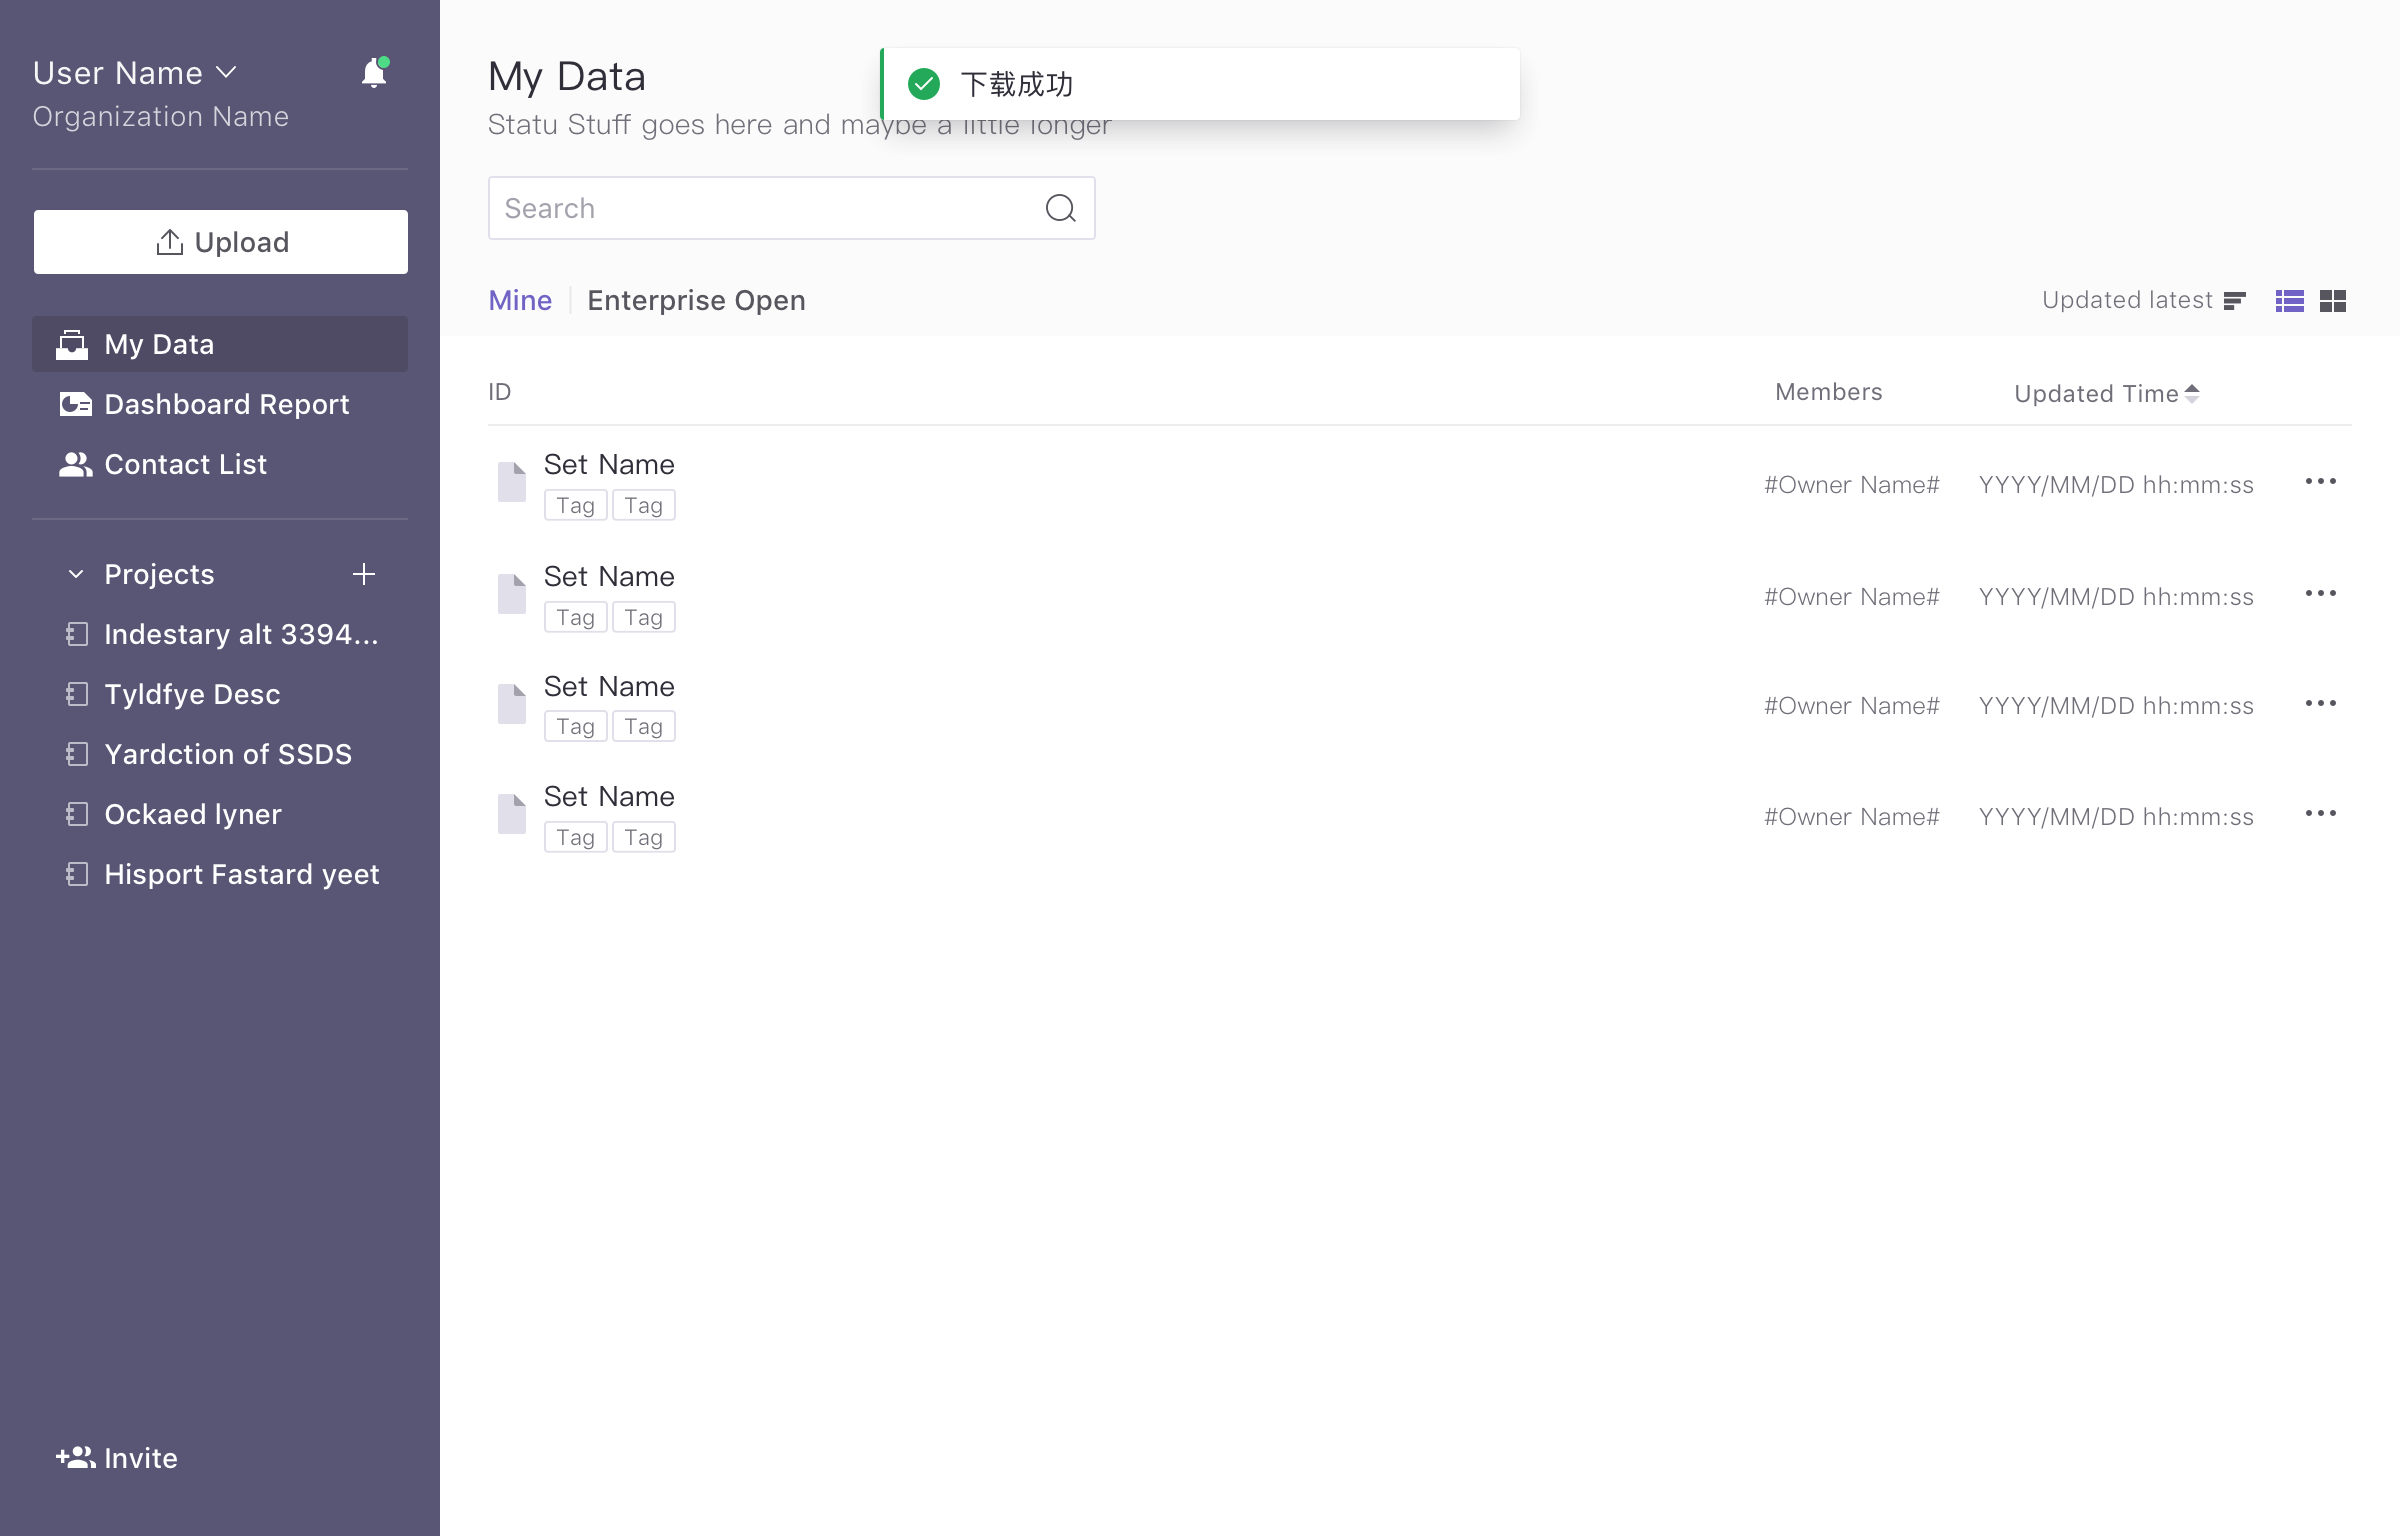 User Name
Organization Name
Upload
My Data
Dashboard Report
Contact List
Projects
Indestary alt 3394...
Tyldfye Desc
Yardction of SSDS
Ockaed lyner
Hisport Fastard yeet
Invite
My Data
下载成功
Statu Stuff goes here and maybe a little longer
Search
Mine Enterprise Open Updated latest
ID Members Updated Time
Set Name
Tag Tag
#Owner Name# YYYY/MM/DD hh:mm:ss
Set Name
Tag Tag
#Owner Name# YYYY/MM/DD hh:mm:ss
Set Name
Tag Tag
#Owner Name# YYYY/MM/DD hh:mm:ss
Set Name
Tag Tag
#Owner Name# YYYY/MM/DD hh:mm:ss